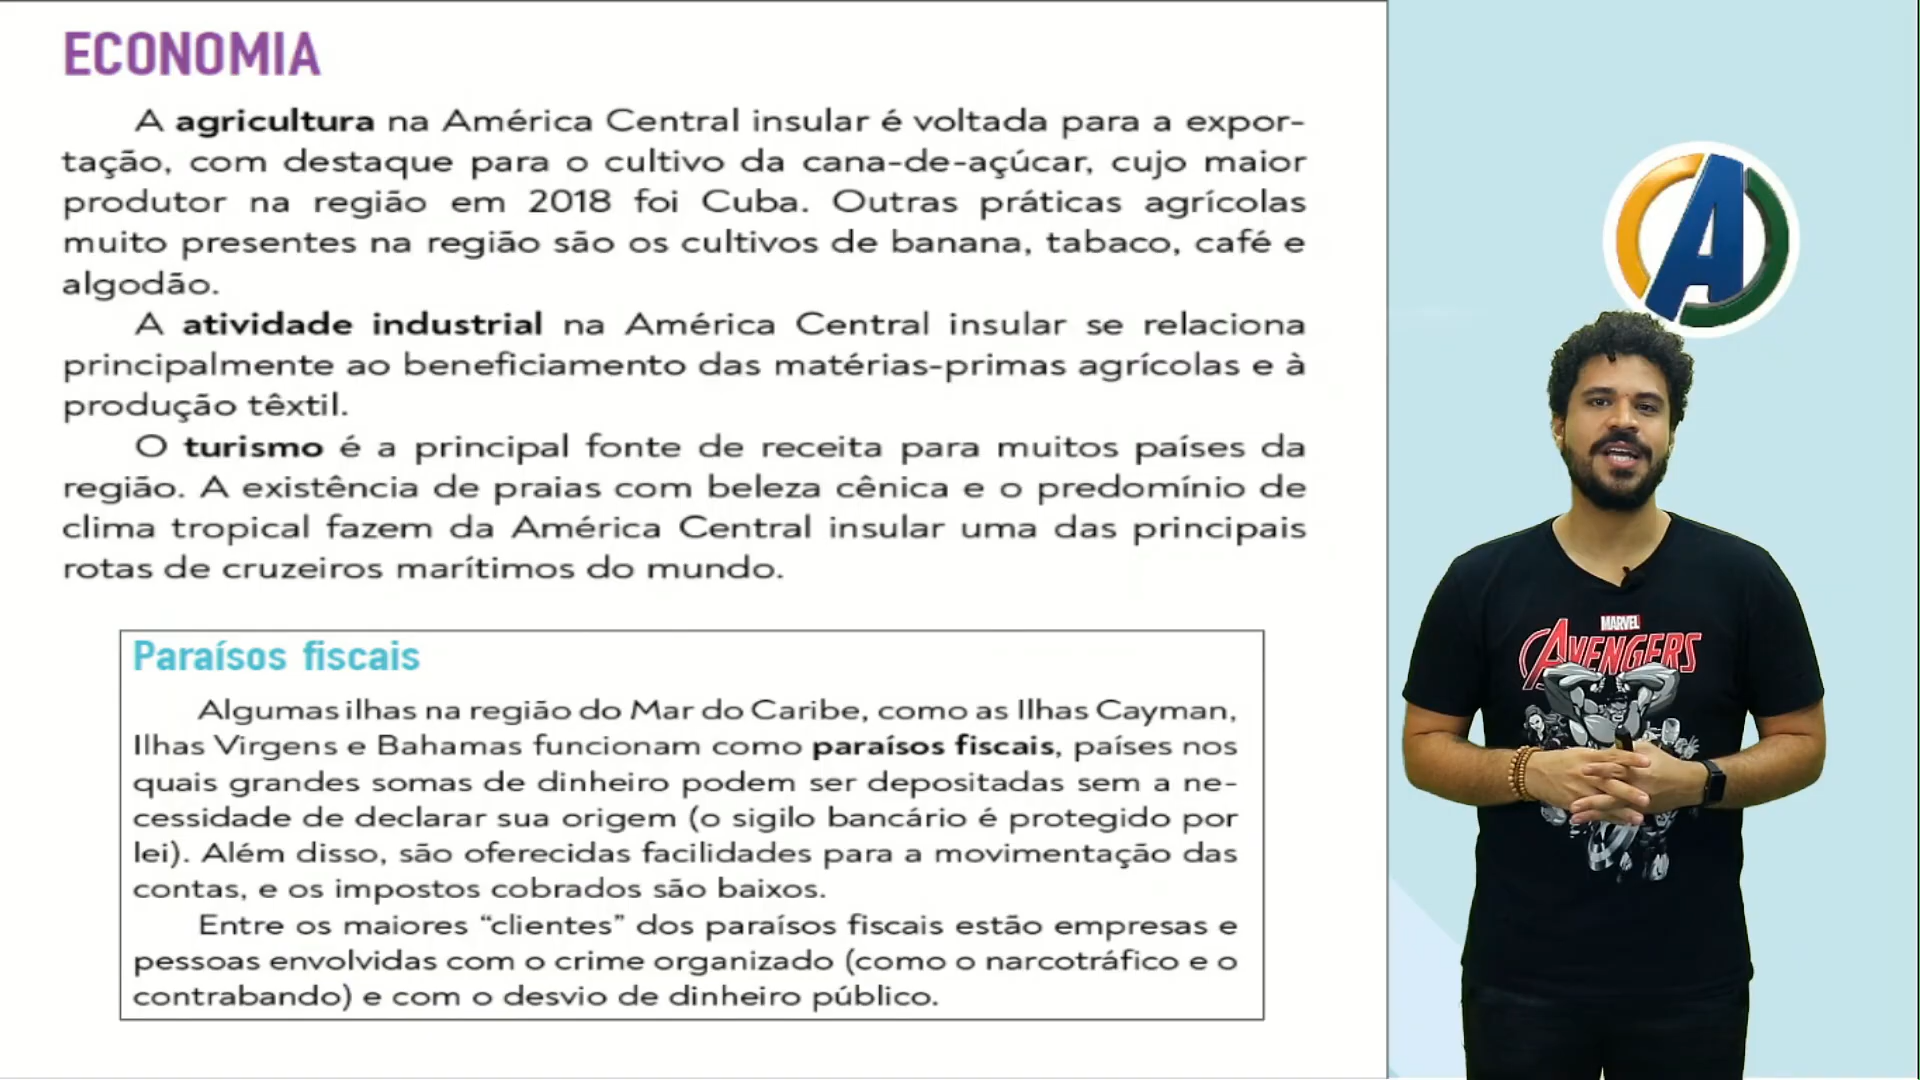 ECONOMIA
A agricultura na América Central insular é voltada para a expor-
tação, com destaque para o cultivo da cana-de-açúcar, cujo maior
produtor na região em 2018 foi Cuba. Outras práticas agrícolas
muito presentes na região são os cultivos de banana, tabaco, café e
algodão.
A atividade industrial na América Central insular se relaciona
principalmente ao beneficiamento das matérias-primas agrícolas e à
produção têxtil.
O turismo é a principal fonte de receita para muitos países da
região. A existência de praias com beleza cênica e o predomínio de
clima tropical fazem da América Central insular uma das principais
rotas de cruzeiros marítimos do mundo.
Paraísos fiscais
Algumas ilhas na região do Mar do Caribe, como as Ilhas Cayman,
Ilhas Virgens e Bahamas funcionam como paraísos fiscais, países nos
quais grandes somas de dinheiro podem ser depositadas sem a ne-
cessidade de declarar sua origem (o sigilo bancário é protegido por
lei). Além disso, são oferecidas facilidades para a movimentação das
contas, e os impostos cobrados são baixos.
Entre os maiores “clientes” dos paraísos fiscais estão empresas e
pessoas envolvidas com o crime organizado (como o narcotráfico e o
contrabando) e com o desvio de dinheiro público.
A
MARVEL
AVENGERS